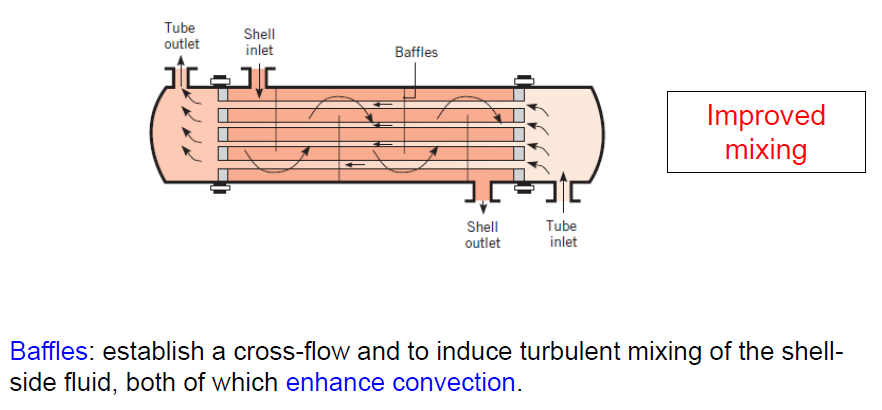 Tube
outlet
Shell
inlet
Baffles
Improved
mixing
Shell
outlet
Tube
inlet
Baffles: establish a cross-flow and to induce turbulent mixing of the shell-
side fluid, both of which enhance convection.